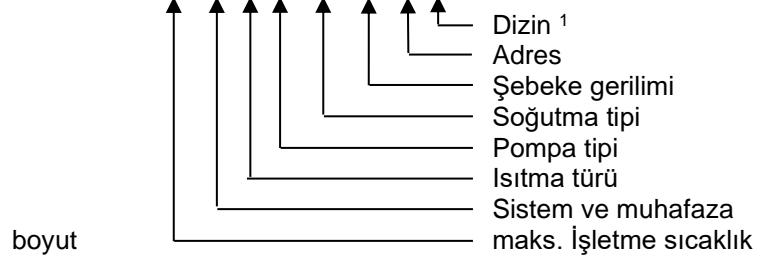 Dizin ¹
Adres
Şebeke gerilimi
Soğutma tipi
Pompa tipi
Isıtma türü
Sistem ve muhafaza
boyut maks. İşletme sıcaklık